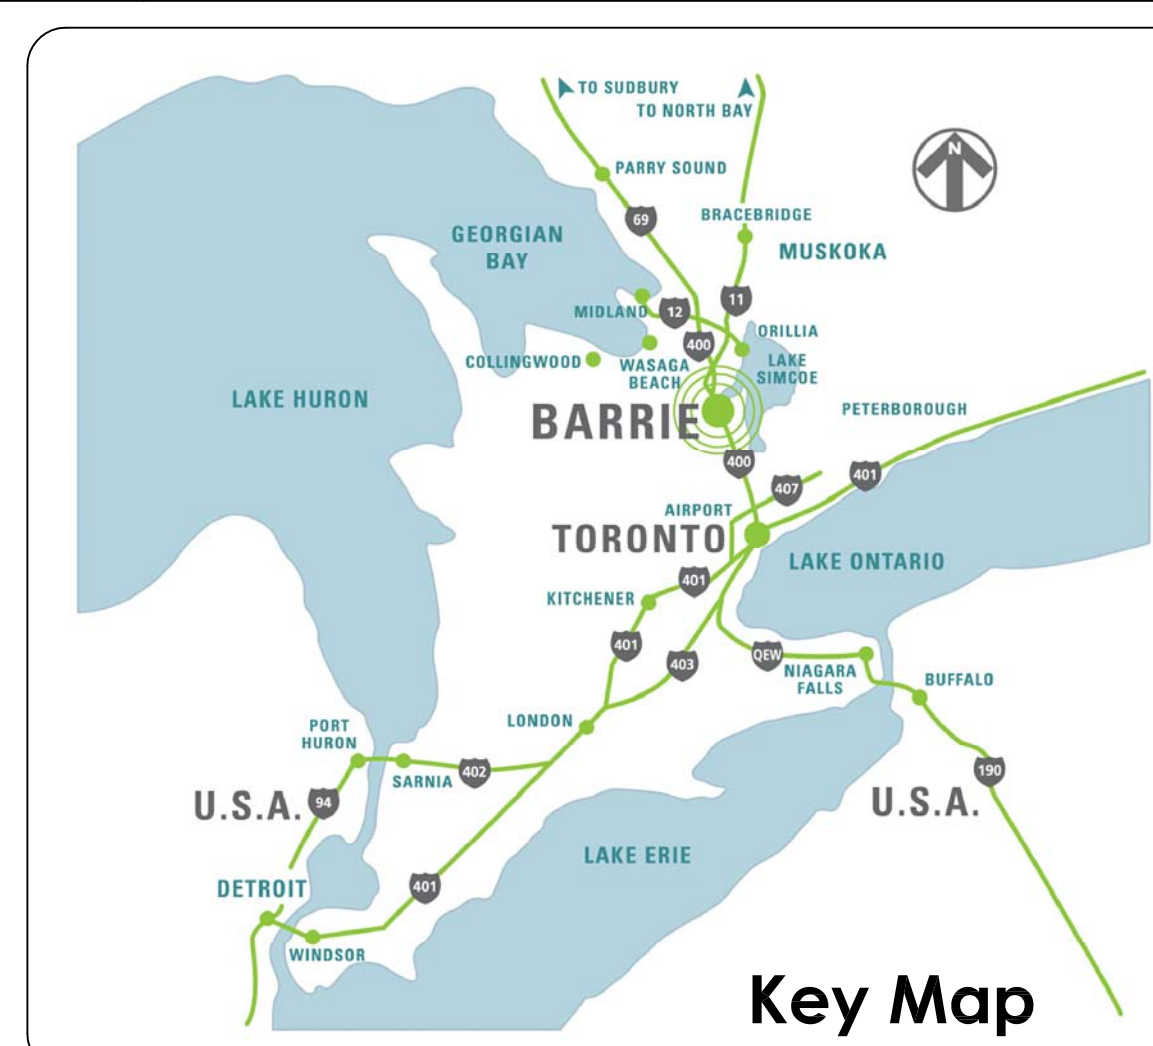 TO SUDBURY
TO NORTH BAY
N
PARRY SOUND
69
BRACEBRIDGE
MUSKOKA
GEORGIAN
BAY
11
MIDLAND
12
ORILLIA
400
COLLINGWOOD
WASAGA
BEACH
LAKE
SIMCOE
LAKE HURON
BARRIE
PETERBOROUGH
400
407
401
AIRPORT
TORONTO
LAKE ONTARIO
401
KITCHENER
401
403
QEW
NIAGARA
FALLS
BUFFALO
LONDON
PORT
HURON
SARNIA
402
190
U.S.A.
94
U.S.A.
LAKE ERIE
DETROIT
401
WINDSOR
Key Map